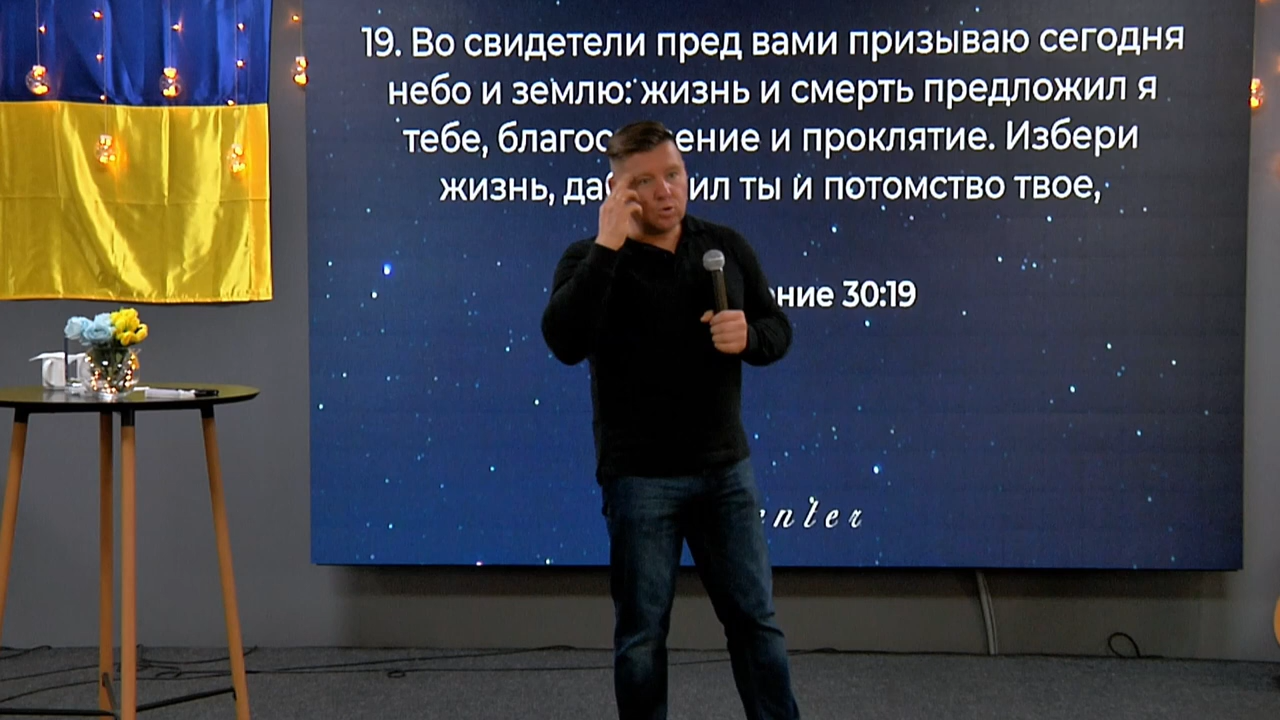 19. Во свидетели пред вами призываю сегодня
небо и землю: жизнь и смерть предложил я
тебе, и проклятие. Избери
жизнь, ты и потомство твое,
30:19